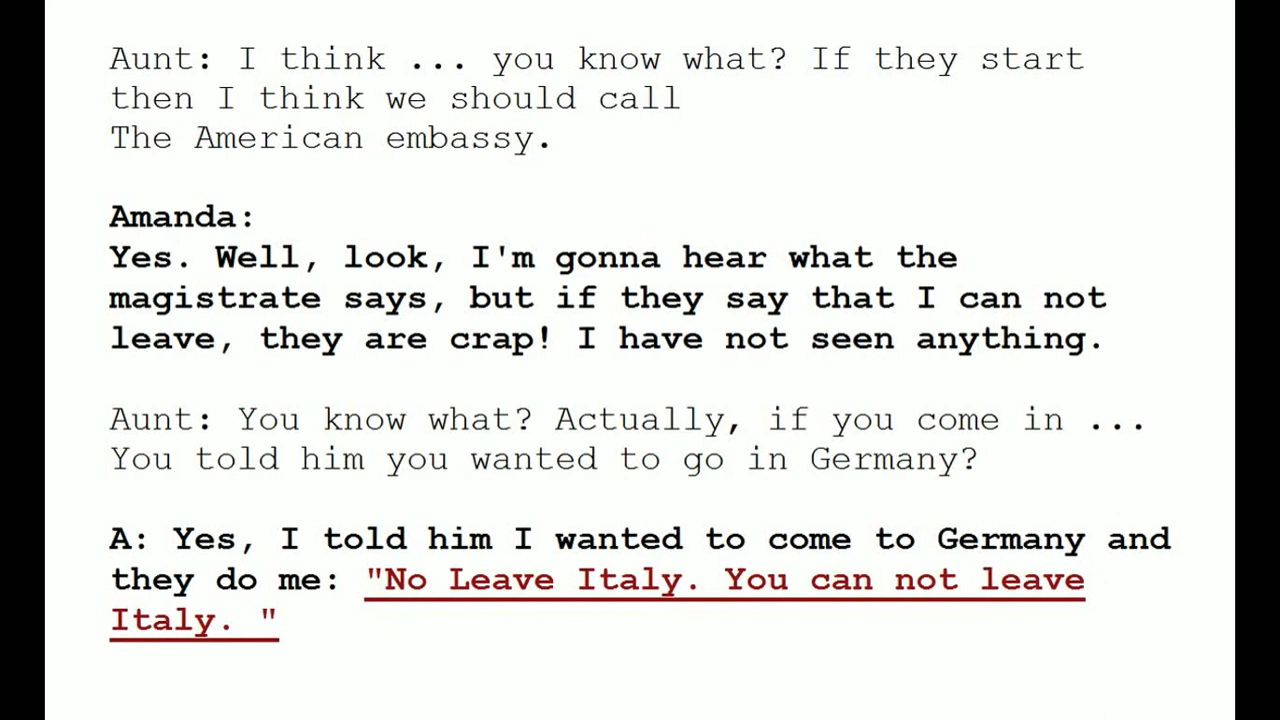 Aunt: I think ... you know what? If they start
then I think we should call
The American embassy.
Amanda:
Yes. Well, look, I'm gonna hear what the
magistrate says, but if they say that I can not
leave, they are crap! I have not seen anything.
Aunt: You know what? Actually, if you come in ...
You told him you wanted to go in Germany?
A: Yes, I told him I wanted to come to Germany and
they do me: "No Leave Italy. You can not leave
Italy. "